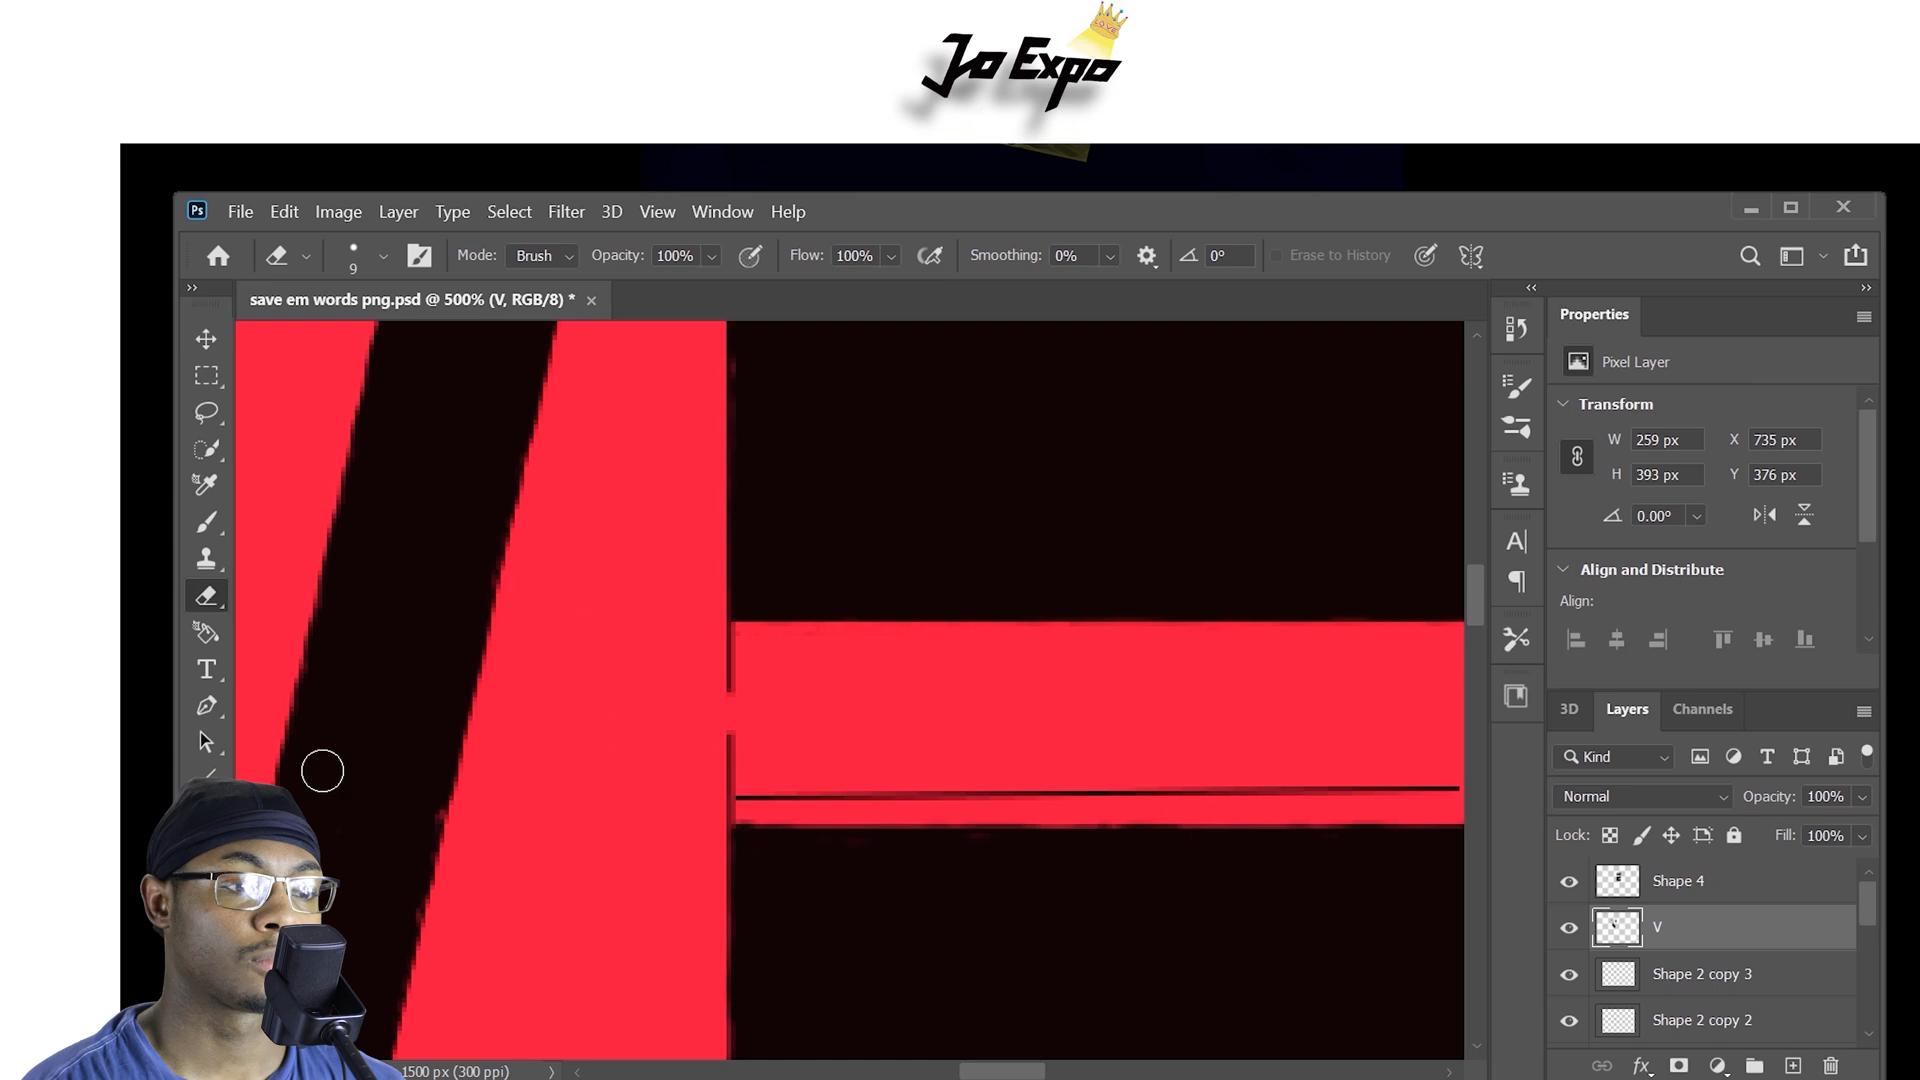 Jo Expo
LOVE
Ps File Edit Image Layer Type Select Filter 3D View Window Help
9 Mode: Brush Opacity: 100% Flow: 100% Smoothing: 0% 0° Erase to History
save em words png.psd @ 500% (V, RGB/8) *
Properties
Pixel Layer
Transform
W 259 px X 735 px
H 393 px Y 376 px
0.00°
Align and Distribute
Align:
3D Layers Channels
Kind
Normal Opacity: 100%
Lock: Fill: 100%
Shape 4
V
Shape 2 copy 3
Shape 2 copy 2
fx
1500 px (300 ppi)